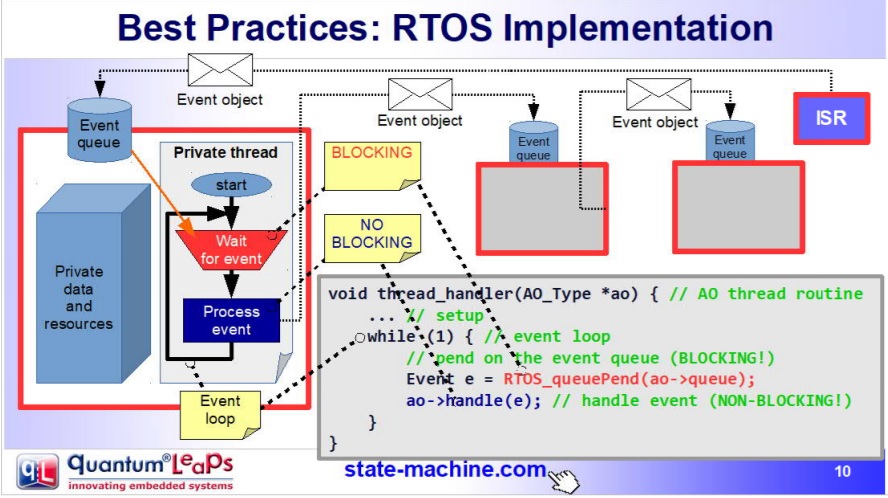 Best Practices: RTOS Implementation
Event object
Event object
Event object
ISR
Event
queue
Event
queue
Event
queue
Private thread
start
Wait
for event
Process
event
Private
data
and
resources
BLOCKING
NO
BLOCKING
Event
loop
void thread_handler(AO_Type *ao) { // AO thread routine
... // setup
while (1) { // event loop
// pend on the event queue (BLOCKING!)
Event e = RTOS_queuePend(ao->queue);
ao->handle(e); // handle event (NON-BLOCKING!)
}
}
qL
Quantum®LeaPs
innovating embedded systems
state-machine.com
10